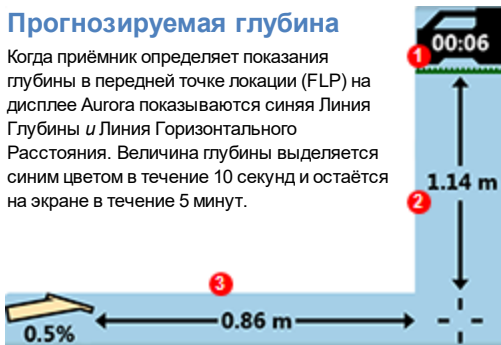 Прогнозируемая глубина
Когда приёмник определяет показания
глубины в передней точке локации (FLP) на
дисплее Aurora показываются синяя Линия
Глубины и Линия Горизонтального
Расстояния. Величина глубины выделяется
синим цветом в течение 10 секунд и остаётся
на экране в течение 5 минут.
00:06
1
1.14 m
2
3
0.86 m
0.5%